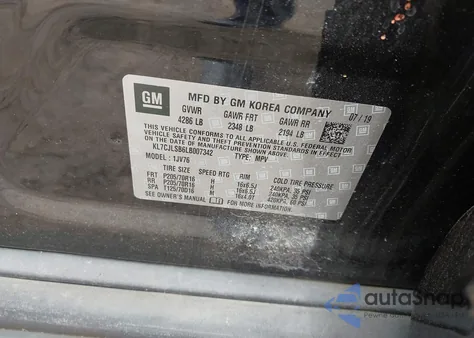 GM
MFD BY GM KOREA COMPANY
07 / 19
GVWR GAWR FRT GAWR RR
4286 LB 2348 LB 2194 LB
THIS VEHICLE CONFORMS TO ALL APPLICABLE U.S. FEDERAL
MOTOR VEHICLE SAFETY, BUMPER, AND THEFT PREVENTION
STANDARDS IN EFFECT ON THE DATE OF MANUFACTURE SHOWN ABOVE.
KL7CJLSB6LB007342 TYPE: MPV
MODEL: 1JV76
TIRE SIZE SPEED RTG RIM COLD TIRE PRESSURE
FRT P205/70R16 H 16x6.5J 240KPA, 35 PSI
RR P205/70R16 H 16x6.5J 240KPA, 35 PSI
SPA T125/70D16 M 16x4.0T 420KPA, 60 PSI
SEE OWNER'S MANUAL
autoSnap